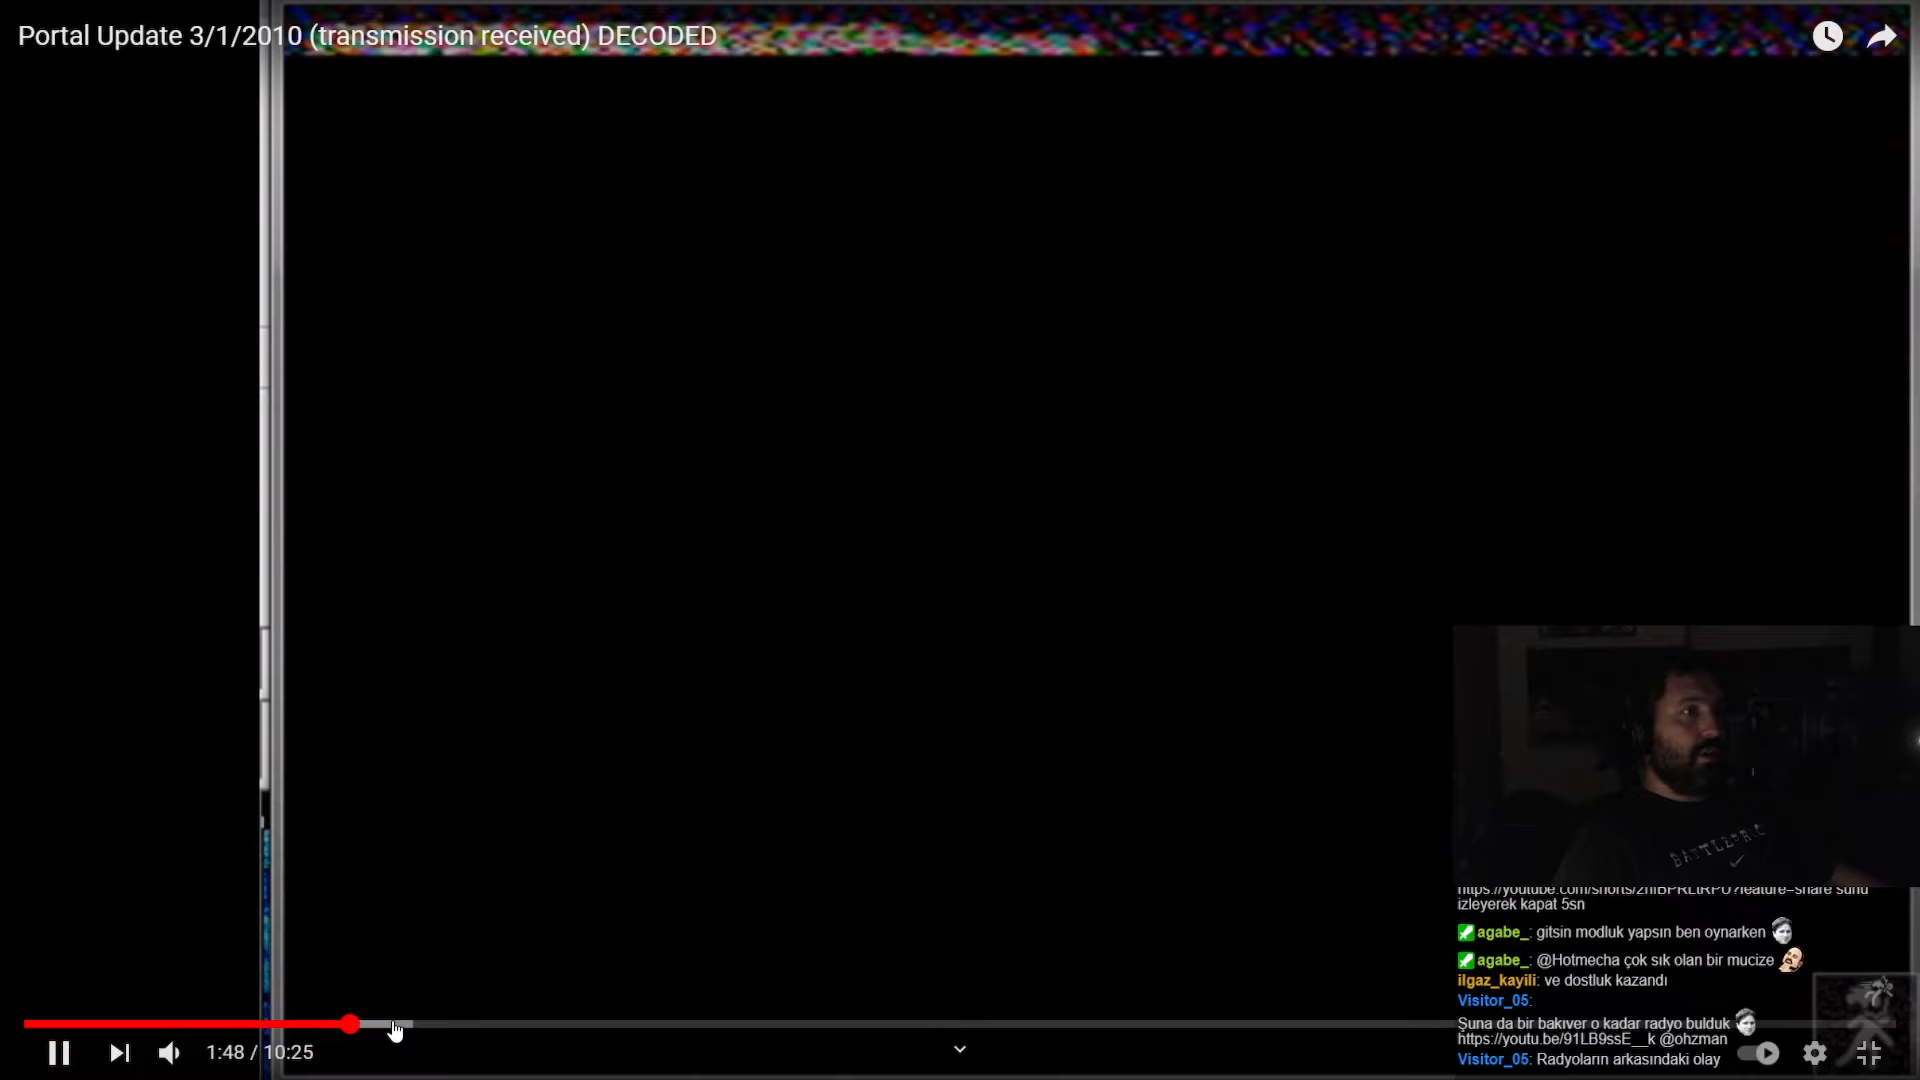 Portal Update 3/1/2010 (transmission received) DECODED
BATTLE
izleyerek kapat 5sn
agabe_: gitsin modluk yapsın ben oynarken
agabe_: @Hotmecha çok sık olan bir mucize
ilgaz_kayili: ve dostluk kazandı
Visitor_05:
Şuna da bir bakıver o kadar radyo bulduk
https://youtu.be/91LB9ssE__k @ohzman
Visitor_05: Radyoların arkasındaki olay
1:48 / 10:25